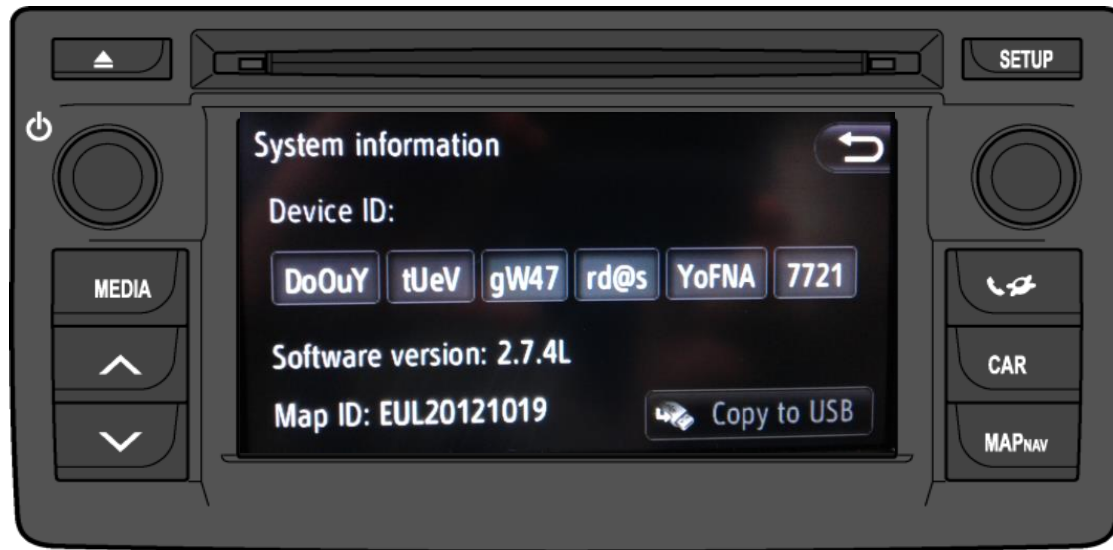 SETUP
System information
Device ID:
DoOuY tUeV gW47 rd@s YoFNA 7721
MEDIA
Software version: 2.7.4L
CAR
Map ID: EUL20121019
Copy to USB
MAPNAV